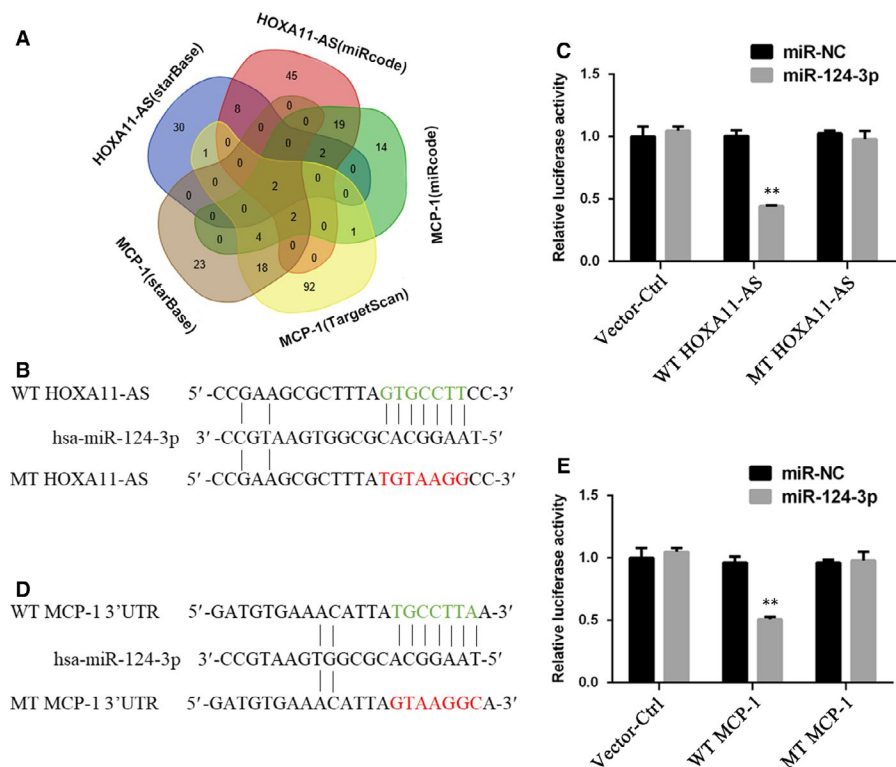 A
HOXA11-AS(starBase)
HOXA11-AS(miRcode)
MCP-1(miRcode)
MCP-1(TargetScan)
MCP-1(starBase)
45
30 8 0 0 19 14
1 0 0 0 0 2 0
0 0 0 2 0 0
0 0 2 0 1
0 4 0
23 18 0 0
92
B
WT HOXA11-AS 5′-CCGAAGCGCTTTAGTGCCTTCC-3′
hsa-miR-124-3p 3′-CCGTAAGTGGCGCACGGAAT-5′
MT HOXA11-AS 5′-CCGAAGCGCTTTATGTAAGGCC-3′
C
miR-NC
miR-124-3p
Relative luciferase activity
1.5
1.0
0.5
0.0
**
Vector-Ctrl
WT HOXA11-AS
MT HOXA11-AS
D
WT MCP-1 3′UTR 5′-GATGTGAAACATTATGCCTTAA-3′
hsa-miR-124-3p 3′-CCGTAAGTGGCGCACGGAAT-5′
MT MCP-1 3′UTR 5′-GATGTGAAACATTAGTAAGGCA-3′
E
miR-NC
miR-124-3p
Relative luciferase activity
1.5
1.0
0.5
0.0
**
Vector-Ctrl
WT MCP-1
MT MCP-1